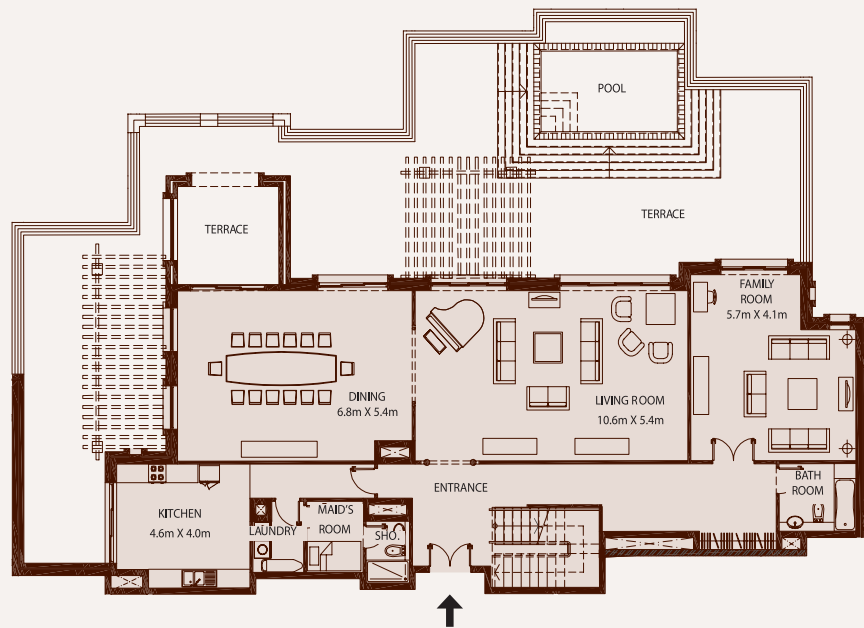 POOL
TERRACE
TERRACE
FAMILY
ROOM
5.7m X 4.1m
DINING
6.8m X 5.4m
LIVING ROOM
10.6m X 5.4m
BATH
ROOM
ENTRANCE
KITCHEN
4.6m X 4.0m
LAUNDRY
MAID'S
ROOM
SHO.